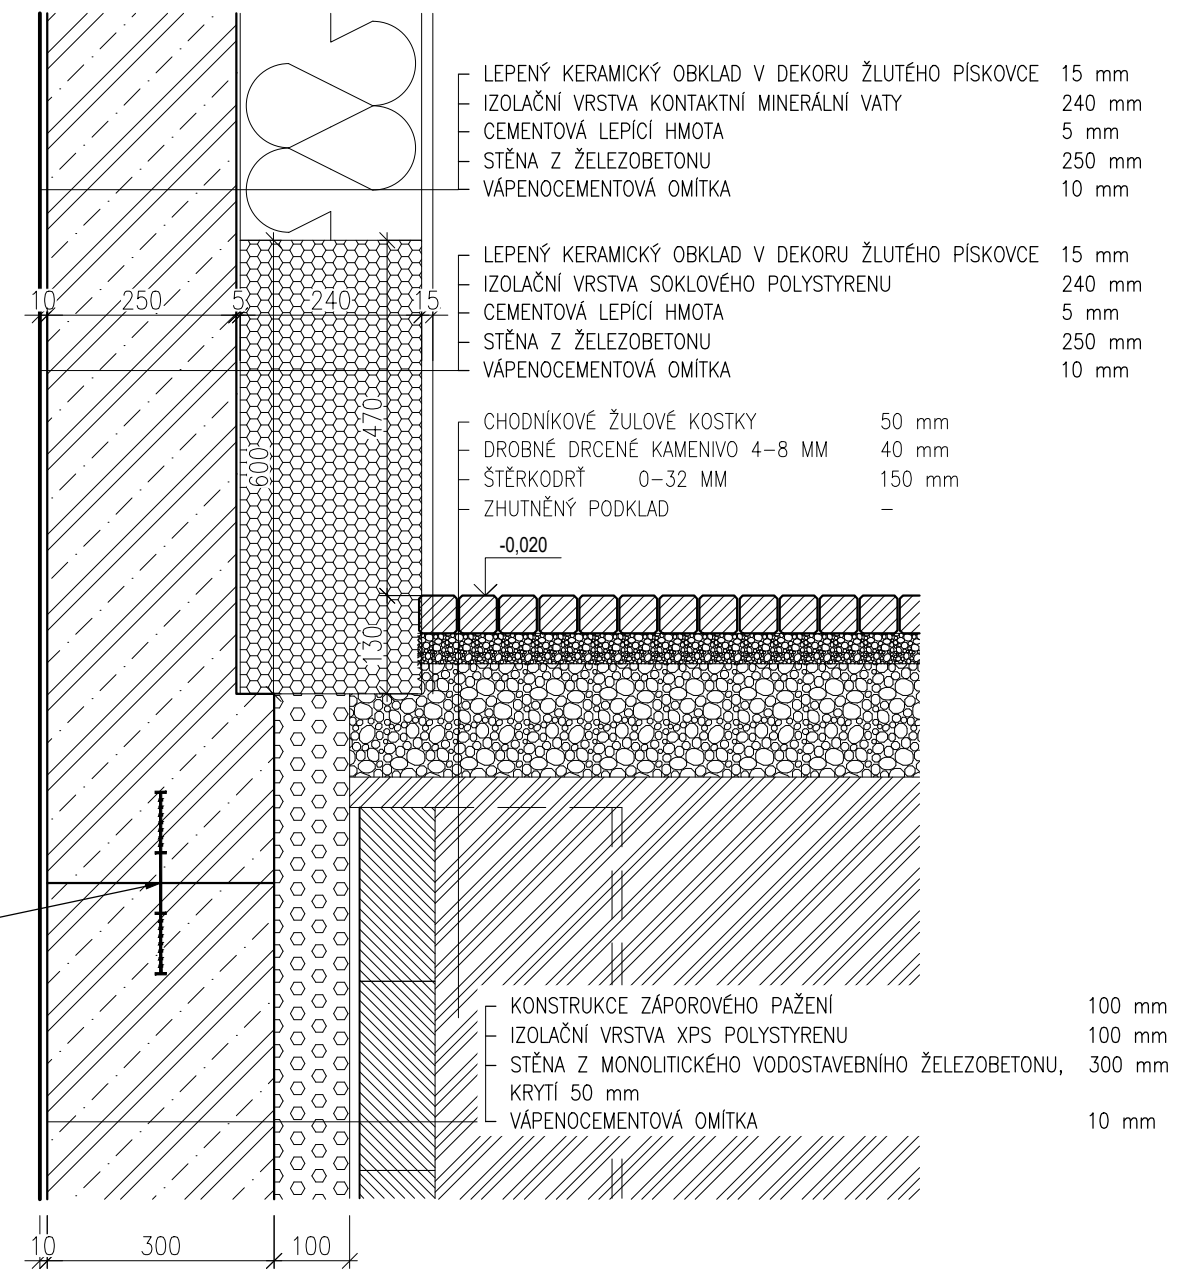 LEPENÝ KERAMICKÝ OBKLAD V DEKORU ŽLUTÉHO PÍSKOVCE 15 mm
IZOLAČNÍ VRSTVA KONTAKTNÍ MINERÁLNÍ VATY 240 mm
CEMENTOVÁ LEPÍCÍ HMOTA 5 mm
STĚNA Z ŽELEZOBETONU 250 mm
VÁPENOCEMENTOVÁ OMÍTKA 10 mm
LEPENÝ KERAMICKÝ OBKLAD V DEKORU ŽLUTÉHO PÍSKOVCE 15 mm
IZOLAČNÍ VRSTVA SOKLOVÉHO POLYSTYRENU 240 mm
CEMENTOVÁ LEPÍCÍ HMOTA 5 mm
STĚNA Z ŽELEZOBETONU 250 mm
VÁPENOCEMENTOVÁ OMÍTKA 10 mm
10 250 5 240 15
470
600
130
CHODNÍKOVÉ ŽULOVÉ KOSTKY 50 mm
DROBNÉ DRCENÉ KAMENIVO 4-8 MM 40 mm
ŠTĚRKODRŤ 0-32 MM 150 mm
ZHUTNĚNÝ PODKLAD -
-0,020
KONSTRUKCE ZÁPOROVÉHO PAŽENÍ 100 mm
IZOLAČNÍ VRSTVA XPS POLYSTYRENU 100 mm
STĚNA Z MONOLITICKÉHO VODOSTAVEBNÍHO ŽELEZOBETONU, 300 mm
KRYTÍ 50 mm
VÁPENOCEMENTOVÁ OMÍTKA 10 mm
10 300 100